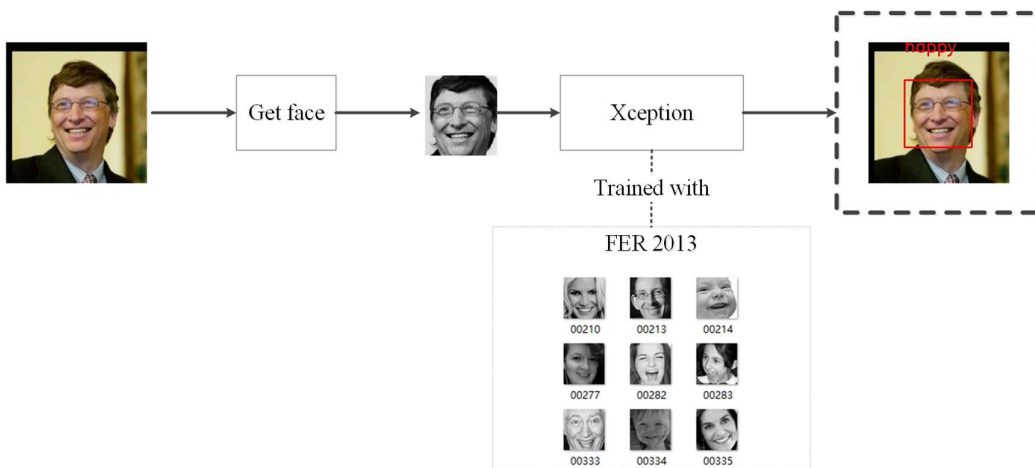 happy
Get face
Xception
Trained with
FER 2013
00210 00213 00214
00277 00282 00283
00333 00334 00335